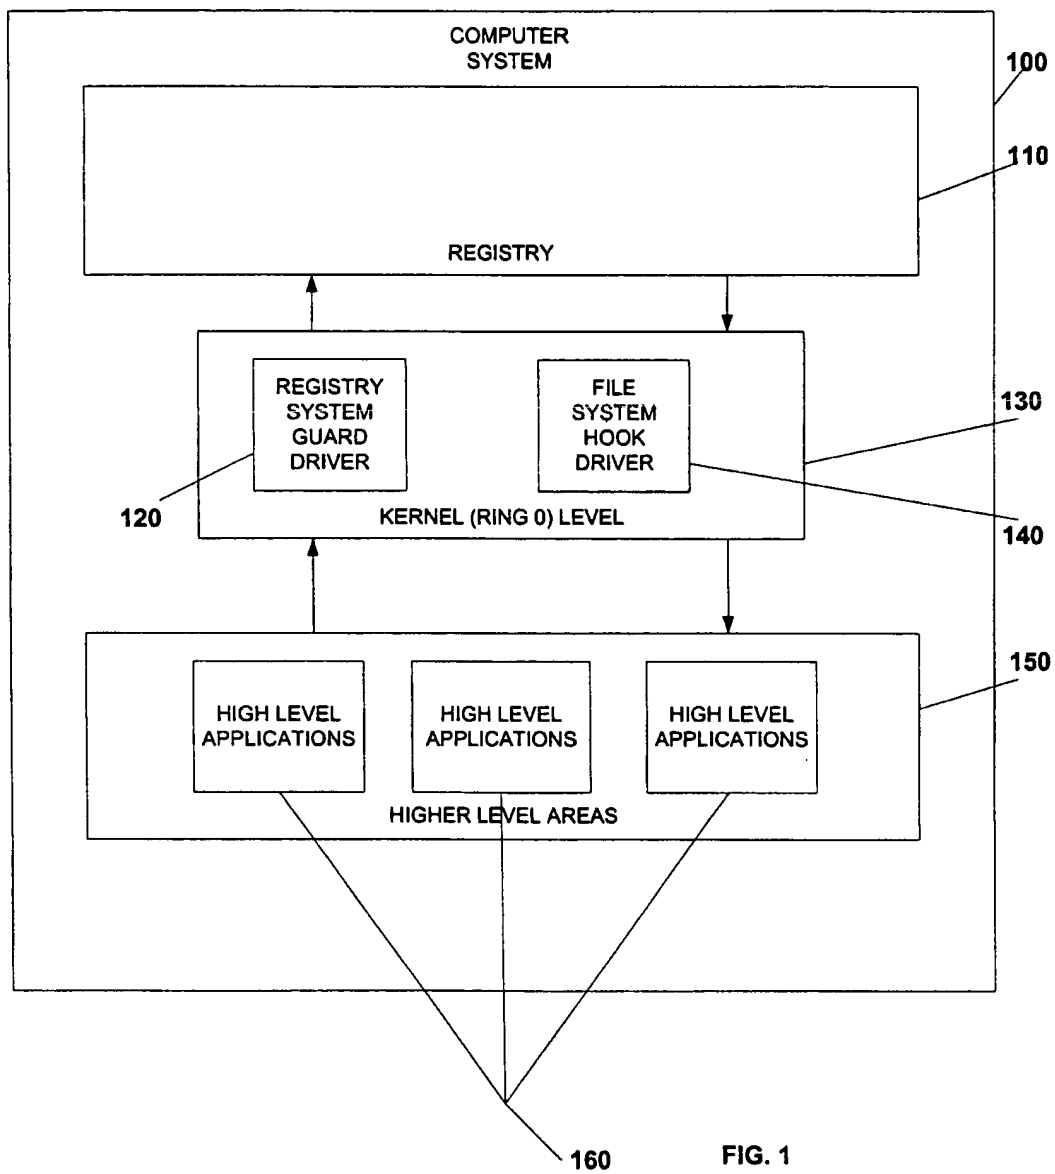 COMPUTER
SYSTEM
100
110
REGISTRY
REGISTRY
SYSTEM
GUARD
DRIVER
FILE
SYSTEM
HOOK
DRIVER
130
120
KERNEL (RING 0) LEVEL
140
150
HIGH LEVEL
APPLICATIONS
HIGH LEVEL
APPLICATIONS
HIGH LEVEL
APPLICATIONS
HIGHER LEVEL AREAS
160
FIG. 1